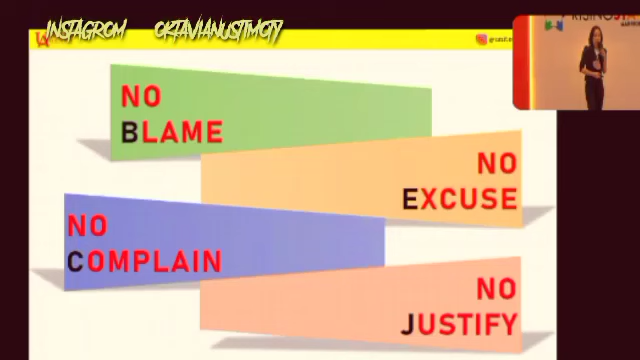 INSTAGROM OKTAVIANUSTIMOTY
NO
BLAME
NO
EXCUSE
NO
COMPLAIN
NO
JUSTIFY